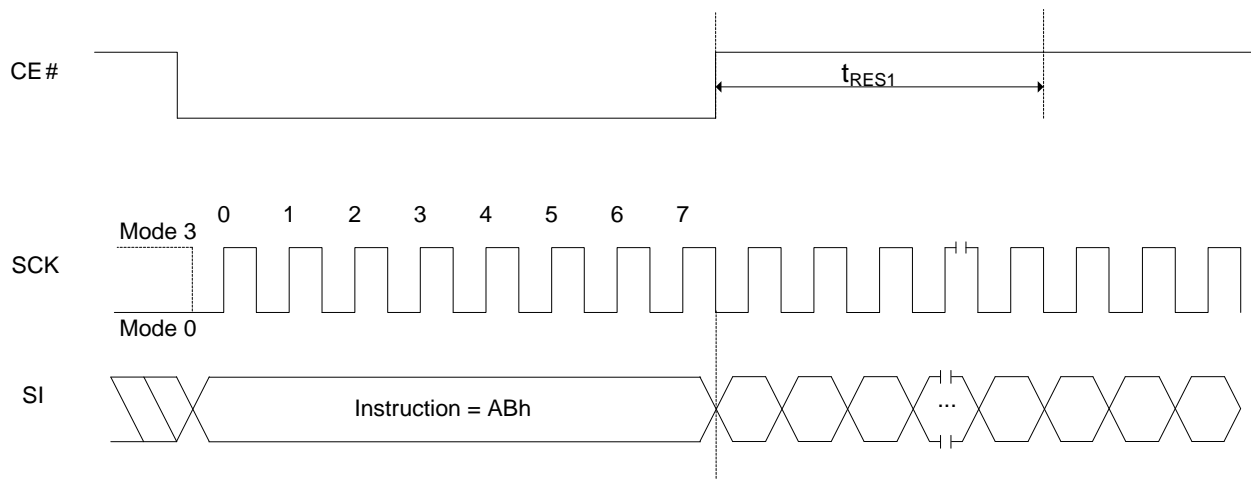 CE#
tRES1
0 1 2 3 4 5 6 7
Mode 3
SCK
Mode 0
SI
Instruction = ABh
...